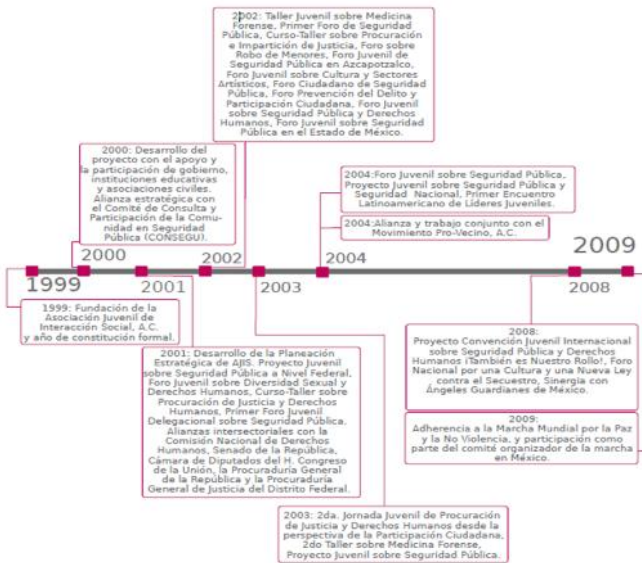 2002: Taller Juvenil sobre Medicina
Forense, Primer Foro de Seguridad
Pública, Curso-Taller sobre Procuración
e Impartición de Justicia, Foro sobre
Robo de Menores, Foro Juvenil de
Seguridad Pública en Azcapotzalco,
Foro Juvenil sobre Cultura y Sectores
Artísticos, Foro Ciudadano de Seguridad
Pública, Foro Prevención del Delito y
Participación Ciudadana, Foro Juvenil
sobre Seguridad Pública y Derechos
Humanos, Foro Juvenil sobre Seguridad
Pública en el Estado de México.
2000: Desarrollo del
proyecto con el apoyo y
la participación de gobierno,
instituciones educativas
y asociaciones civiles.
Alianza estratégica con
el Comité de Consulta y
Participación de la Comu-
nidad en Seguridad
Pública (CONSEGU).
2004:Foro Juvenil sobre Seguridad Pública,
Proyecto Juvenil sobre Seguridad Pública y
Seguridad Nacional, Primer Encuentro
Latinoamericano de Líderes Juveniles.
2004:Alianza y trabajo conjunto con el
Movimiento Pro-Vecino, A.C.
1999
2000
2001
2002
2003
2004
2008
2009
1999: Fundación de la
Asociación Juvenil de
Interacción Social, A.C.
y año de constitución formal.
2001: Desarrollo de la Planeación
Estratégica de AJIS. Proyecto Juvenil
sobre Seguridad Pública a Nivel Federal,
Foro Juvenil sobre Diversidad Sexual y
Derechos Humanos, Curso-Taller sobre
Procuración de Justicia y Derechos
Humanos, Primer Foro Juvenil
Delegacional sobre Seguridad Pública.
Alianzas intersectoriales con la
Comisión Nacional de Derechos
Humanos, Senado de la República,
Cámara de Diputados del H. Congreso
de la Unión, la Procuraduría General
de la República y la Procuraduría
General de Justicia del Distrito Federal.
2008:
Proyecto Convención Juvenil Internacional
sobre Seguridad Pública y Derechos
Humanos ¡También es Nuestro Rollo!, Foro
Nacional por una Cultura y una Nueva Ley
contra el Secuestro, Sinergia con
Ángeles Guardianes de México.
2009:
Adherencia a la Marcha Mundial por la Paz
y la No Violencia, y participación como
parte del comité organizador de la marcha
en México.
2003: 2da. Jornada Juvenil de Procuración
de Justicia y Derechos Humanos desde la
perspectiva de la Participación Ciudadana,
2do Taller sobre Medicina Forense,
Proyecto Juvenil sobre Seguridad Pública.